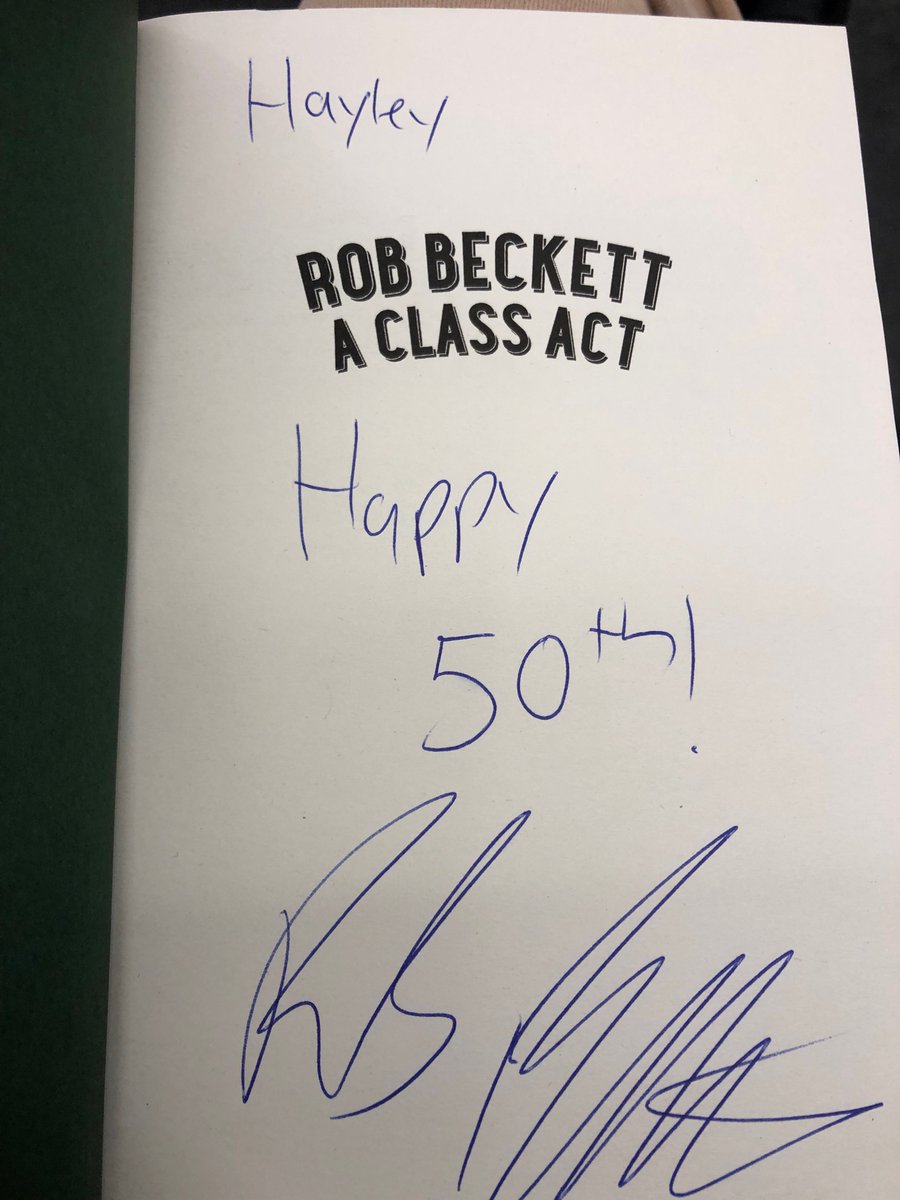 Hayley
ROB BECKETT
A CLASS ACT
Happy
50th!